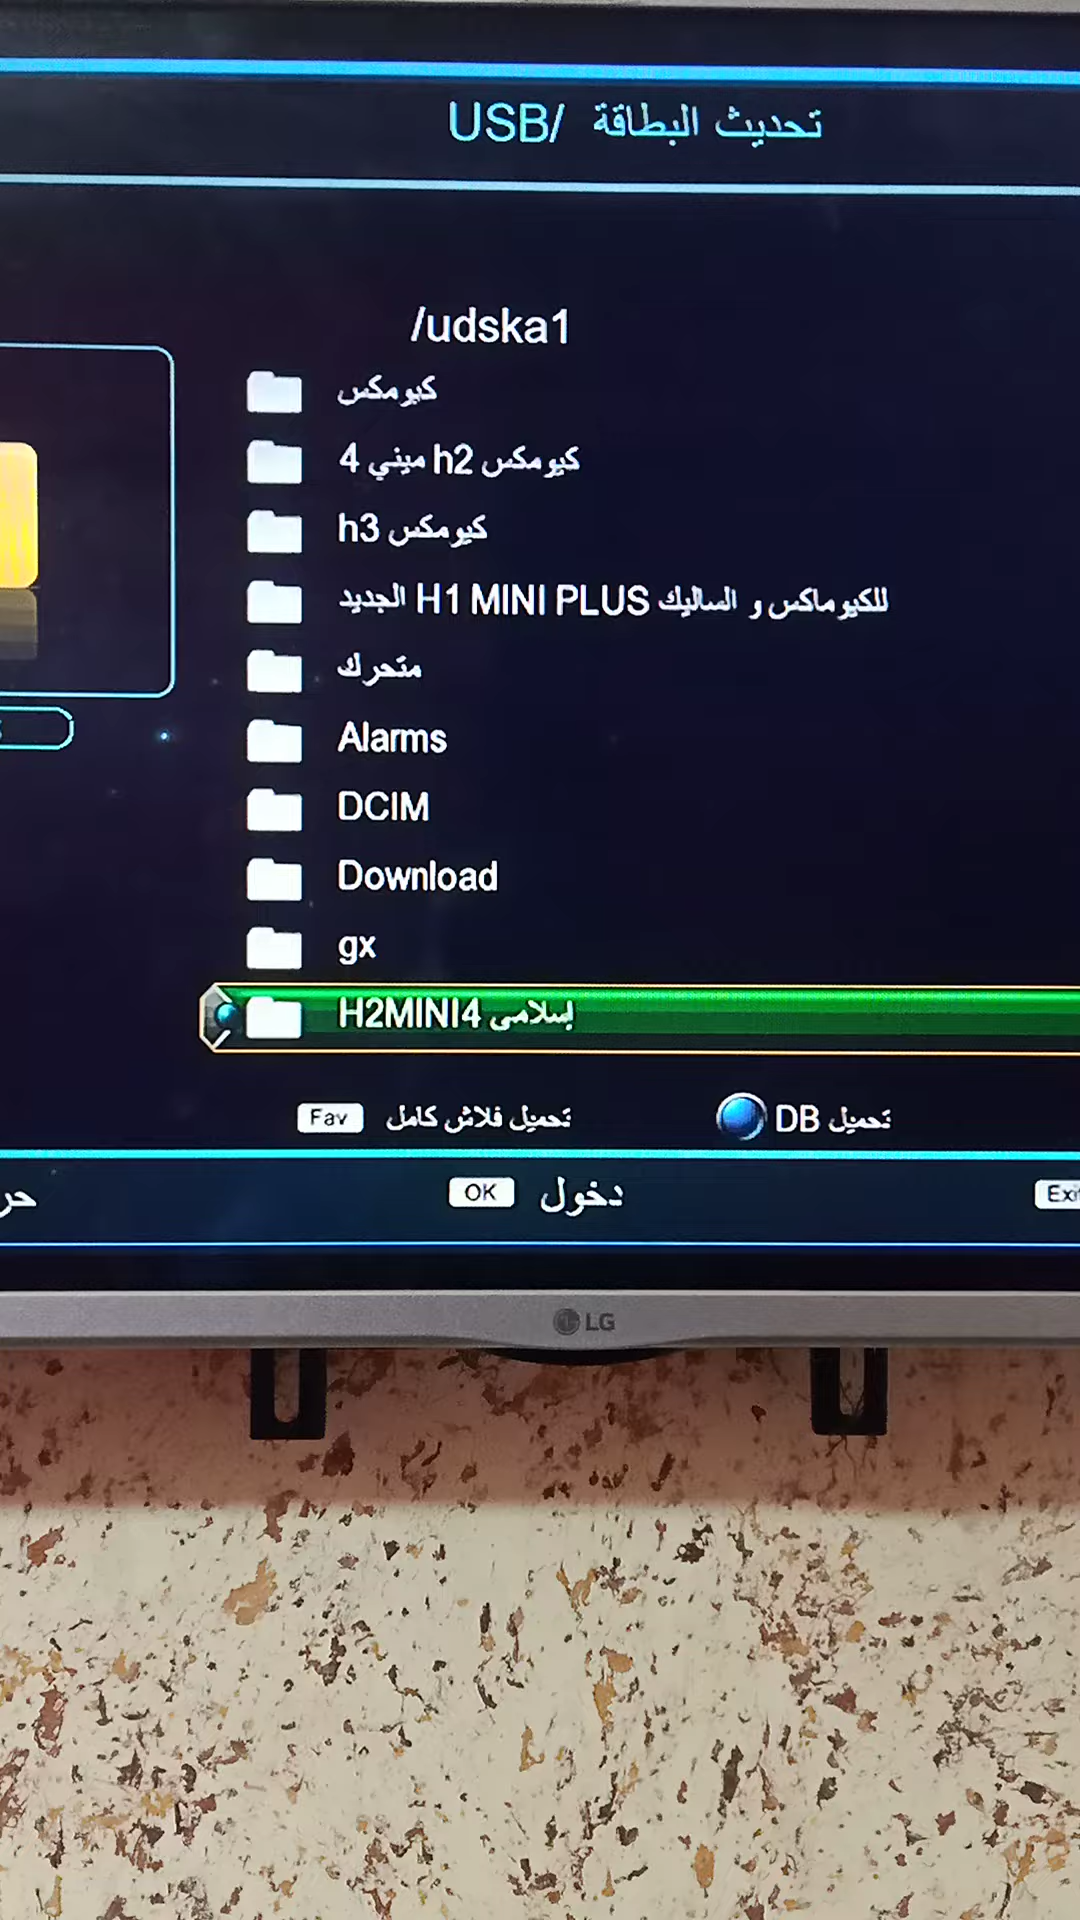 تحديث البطاقة /USB
/udska1
كيومكس
كيومكس h2 ميني 4
كيومكس h3
للكيوماكس و الساليك H1 MINI PLUS الجديد
متحرك
Alarms
DCIM
Download
gx
H2MINI4 إسلامى
Fav تحميل فلاش كامل
تحميل DB
OK دخول
LG